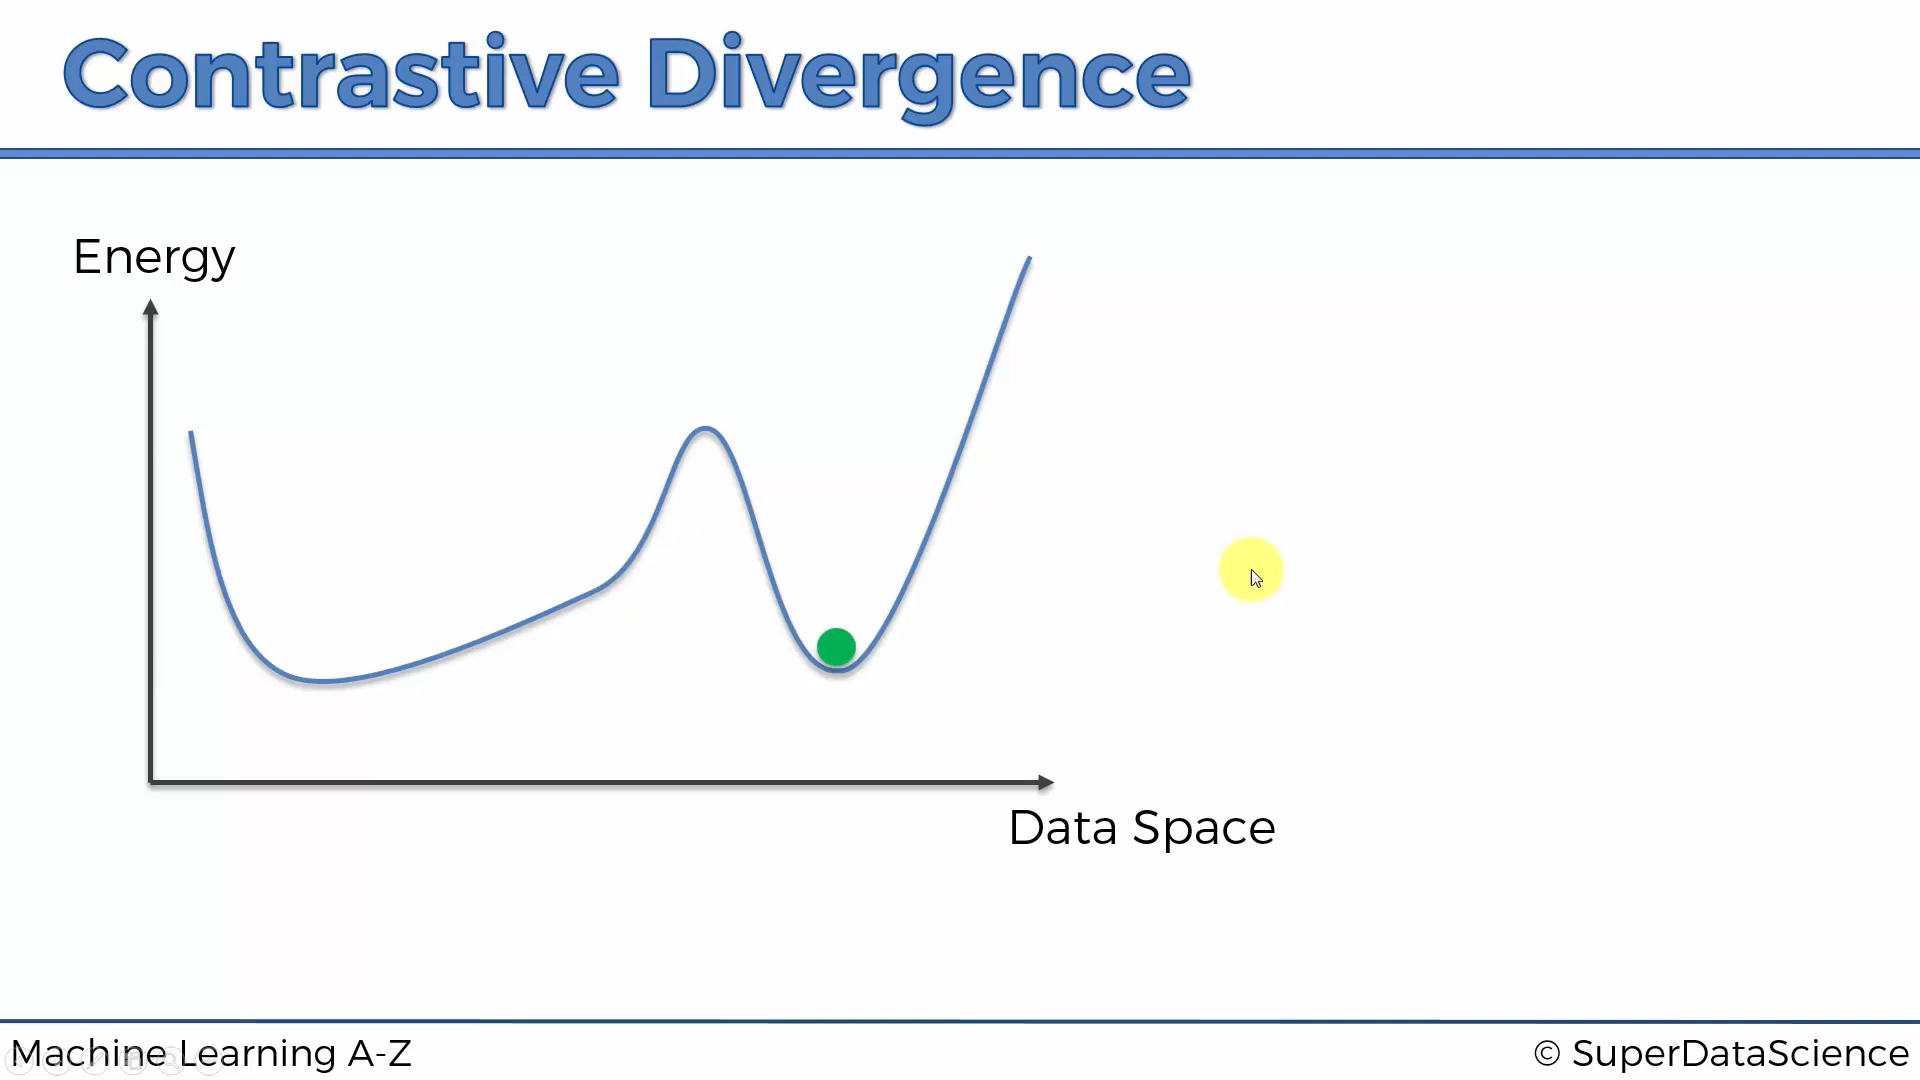 Contrastive Divergence
Energy
Data Space
Machine Learning A-Z
© SuperDataScience